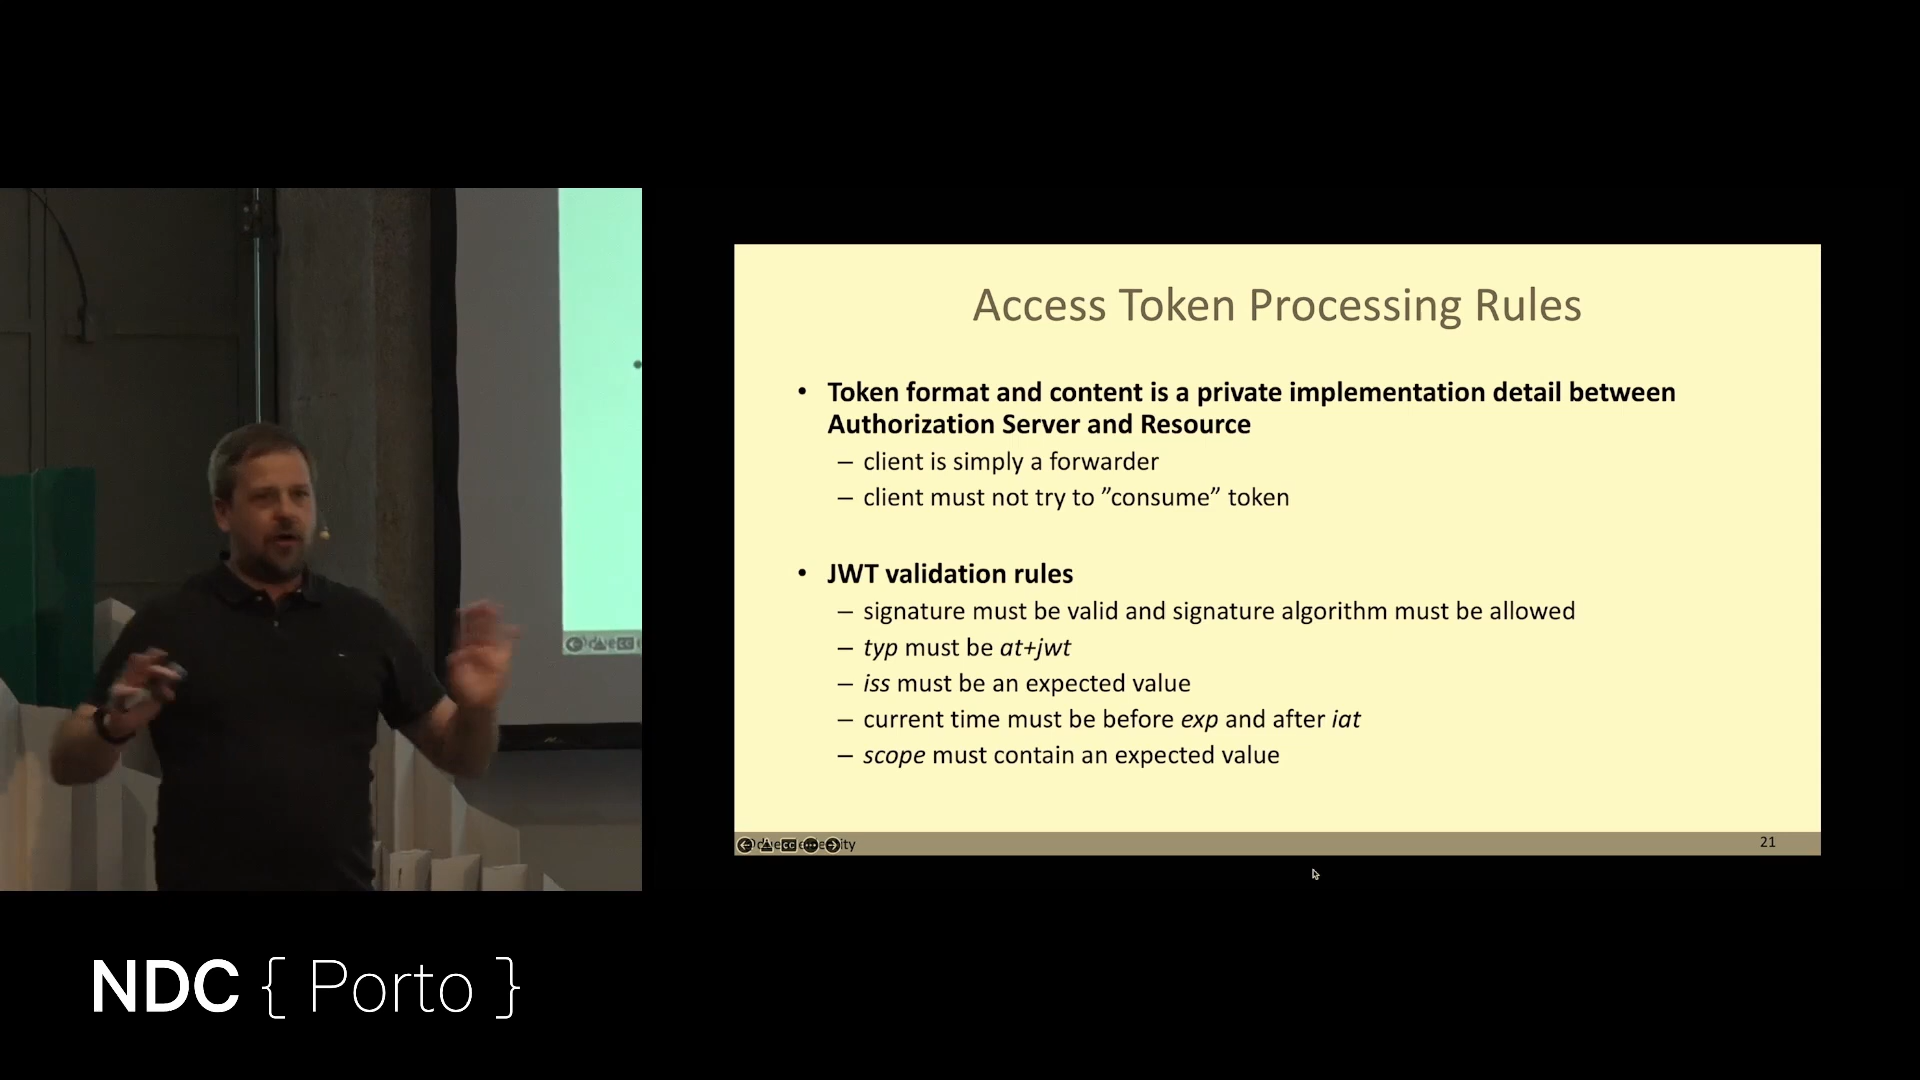 Access Token Processing Rules
• Token format and content is a private implementation detail between
Authorization Server and Resource
– client is simply a forwarder
– client must not try to ”consume” token
• JWT validation rules
– signature must be valid and signature algorithm must be allowed
– typ must be at+jwt
– iss must be an expected value
– current time must be before exp and after iat
– scope must contain an expected value
21
NDC { Porto }